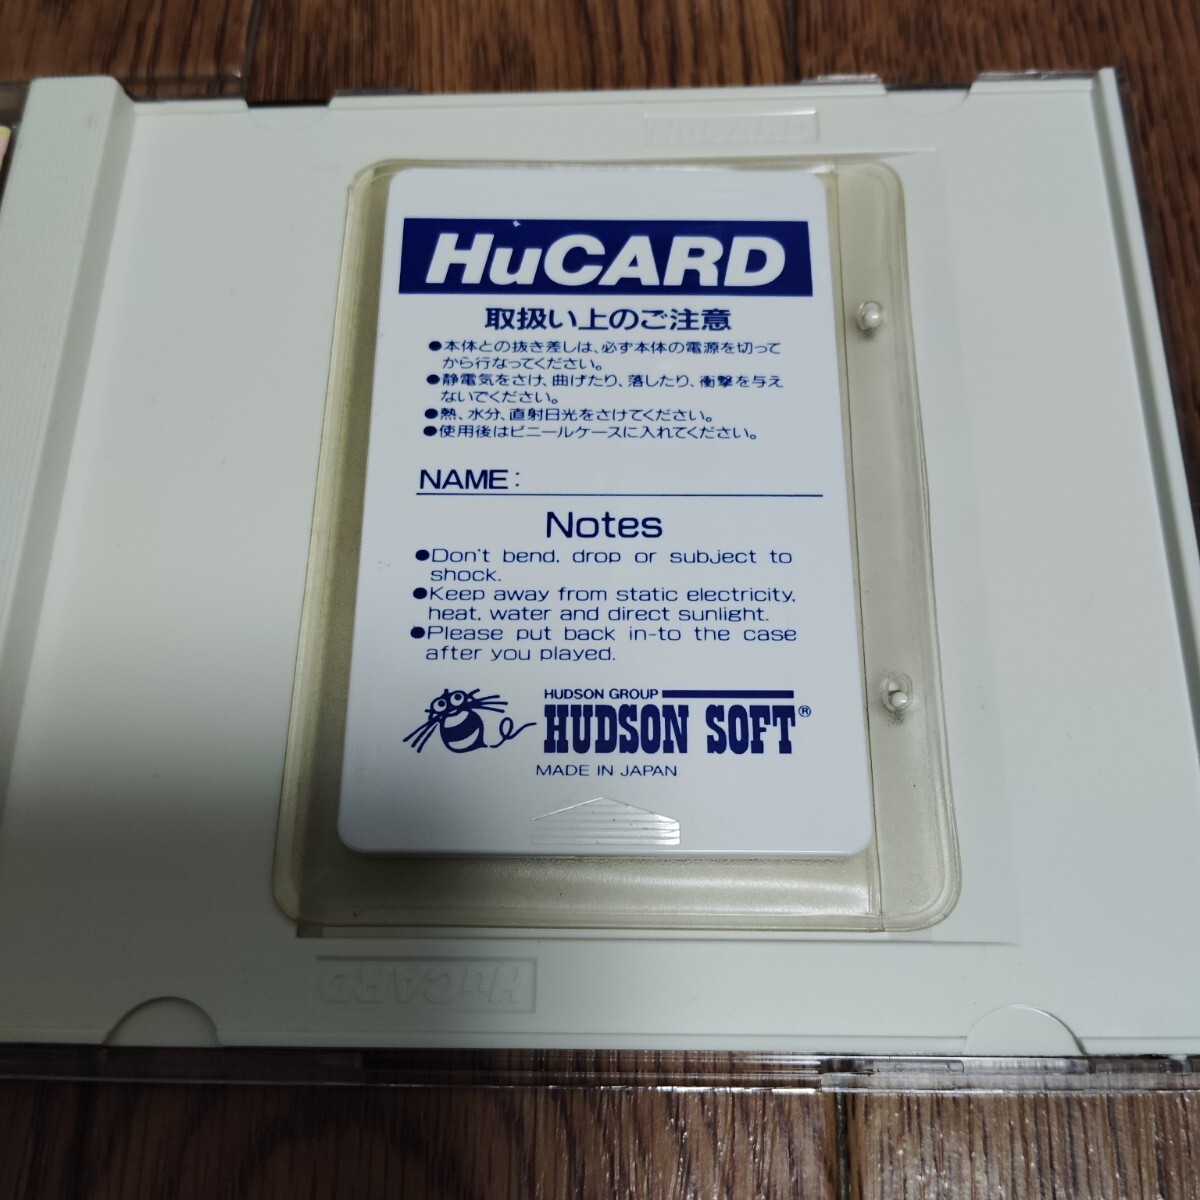 HuCARD
取扱い上のご注意
●本体との抜き差しは、必ず本体の電源を切って
から行なってください。
●静電気をさけ、曲げたり、落したり、衝撃を与え
ないでください。
●熱、水分、直射日光をさけてください。
●使用後はビニールケースに入れてください。
NAME:
Notes
●Don't bend. drop or subject to
shock.
●Keep away from static electricity.
heat, water and direct sunlight.
●Please put back in-to the case
after you played.
HUDSON GROUP
HUDSON SOFT®
MADE IN JAPAN
HuCARD